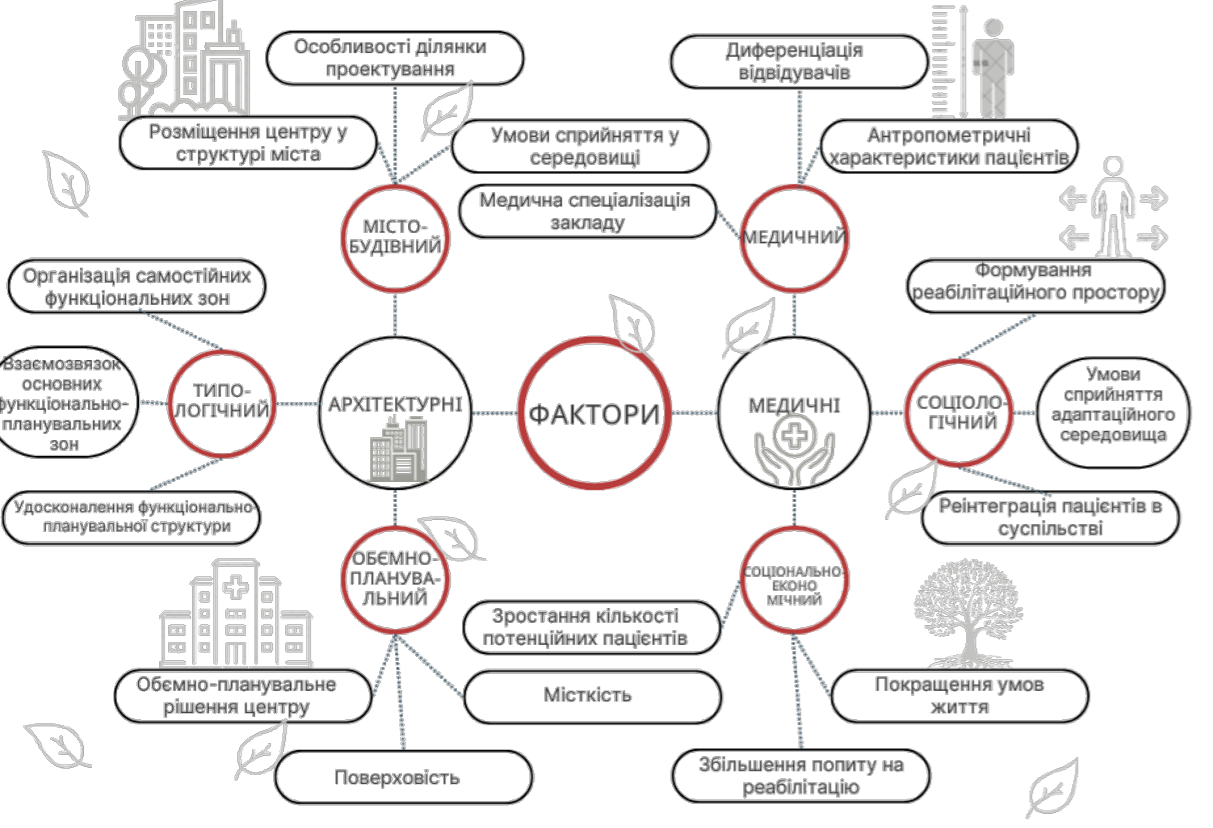 Особливості ділянки
проектування
Диференціація
відвідувачів
Розміщення центру у
структурі міста
Умови сприйняття у
середовищі
Антропометричні
характеристики пацієнтів
Медична спеціалізація
закладу
МІСТО-
БУДІВНИЙ
МЕДИЧНИЙ
Організація самостійних
функціональних зон
Формування
реабілітаційного простору
Взаємозвязок
основних
функціонально-
планувальних
зон
ТИПО-
ЛОГІЧНИЙ
АРХІТЕКТУРНІ
ФАКТОРИ
МЕДИЧНІ
СОЦІОЛО-
ГІЧНИЙ
Умови
сприйняття
адаптаційного
середовища
Удосконалення функціонально-
планувальної структури
Реінтеграція пацієнтів в
суспільстві
ОБЄМНО-
ПЛАНУВА-
ЛЬНИЙ
СОЦІОНАЛЬНО-
ЕКОНО
МІЧНИЙ
Зростання кількості
потенційних пацієнтів
Обємно-планувальне
рішення центру
Місткість
Покращення умов
життя
Поверховість
Збільшення попиту на
реабілітацію